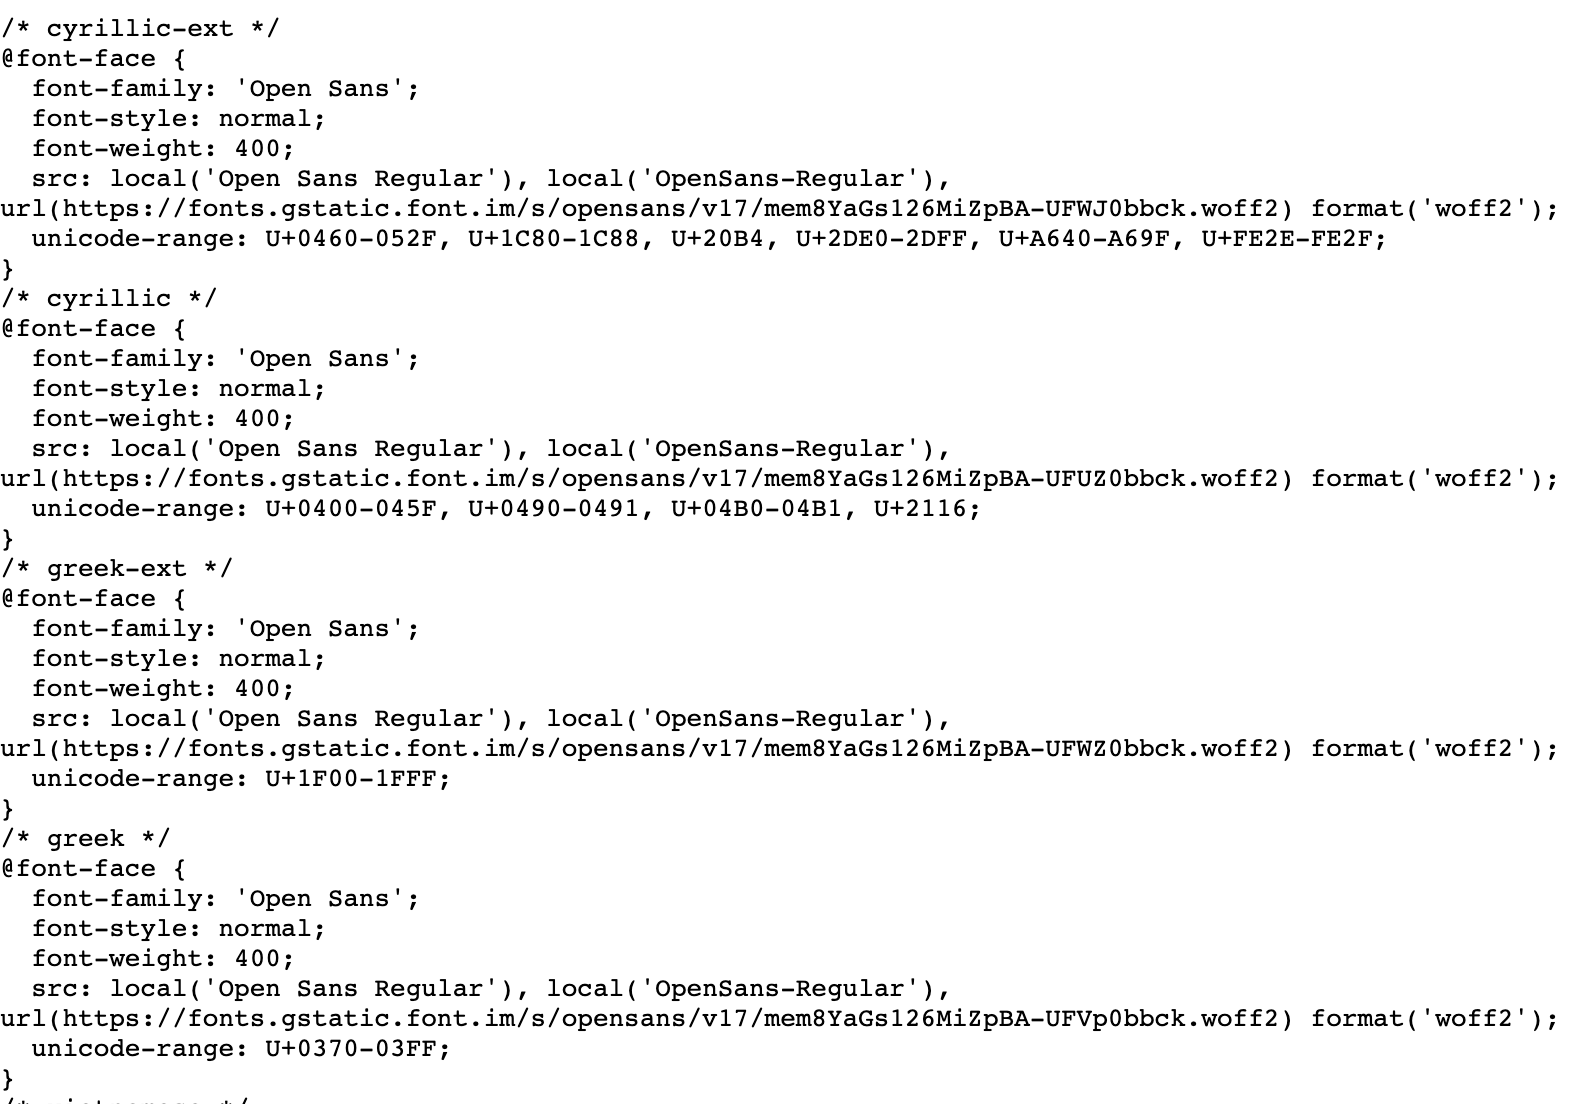 /* cyrillic-ext */
@font-face {
  font-family: 'Open Sans';
  font-style: normal;
  font-weight: 400;
  src: local('Open Sans Regular'), local('OpenSans-Regular'),
url(https://fonts.gstatic.font.im/s/opensans/v17/mem8YaGs126MiZpBA-UFWJ0bbck.woff2) format('woff2');
  unicode-range: U+0460-052F, U+1C80-1C88, U+20B4, U+2DE0-2DFF, U+A640-A69F, U+FE2E-FE2F;
}
/* cyrillic */
@font-face {
  font-family: 'Open Sans';
  font-style: normal;
  font-weight: 400;
  src: local('Open Sans Regular'), local('OpenSans-Regular'),
url(https://fonts.gstatic.font.im/s/opensans/v17/mem8YaGs126MiZpBA-UFUZ0bbck.woff2) format('woff2');
  unicode-range: U+0400-045F, U+0490-0491, U+04B0-04B1, U+2116;
}
/* greek-ext */
@font-face {
  font-family: 'Open Sans';
  font-style: normal;
  font-weight: 400;
  src: local('Open Sans Regular'), local('OpenSans-Regular'),
url(https://fonts.gstatic.font.im/s/opensans/v17/mem8YaGs126MiZpBA-UFWZ0bbck.woff2) format('woff2');
  unicode-range: U+1F00-1FFF;
}
/* greek */
@font-face {
  font-family: 'Open Sans';
  font-style: normal;
  font-weight: 400;
  src: local('Open Sans Regular'), local('OpenSans-Regular'),
url(https://fonts.gstatic.font.im/s/opensans/v17/mem8YaGs126MiZpBA-UFVp0bbck.woff2) format('woff2');
  unicode-range: U+0370-03FF;
}